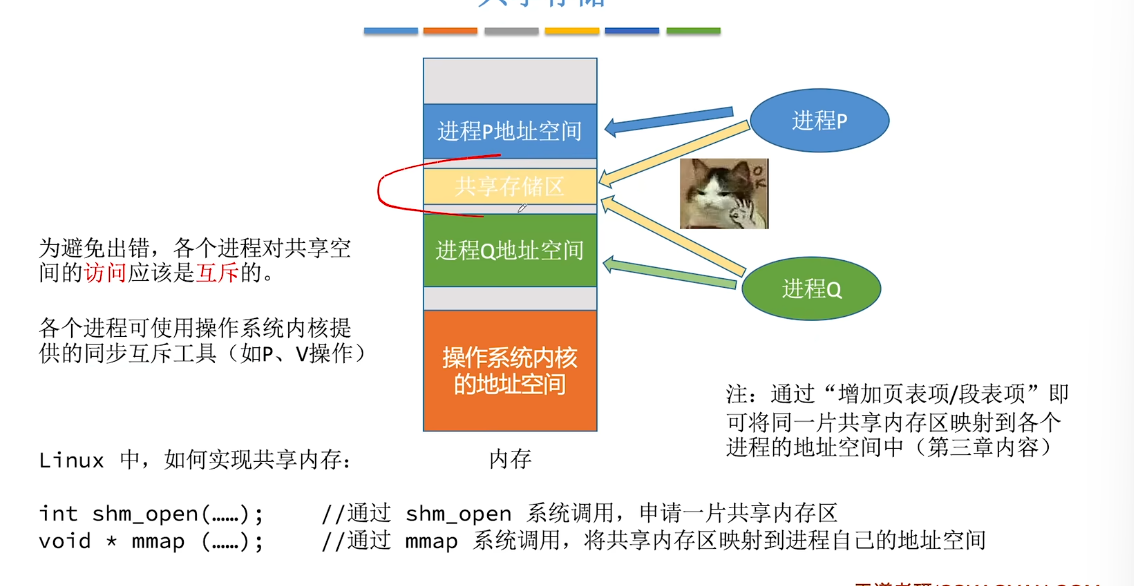 共享存储
进程P地址空间
进程P
共享存储区
OK
为避免出错，各个进程对共享空
间的访问应该是互斥的。
进程Q地址空间
进程Q
各个进程可使用操作系统内核提
供的同步互斥工具（如P、V操作）
操作系统内核
的地址空间
注：通过“增加页表项/段表项”即
可将同一片共享内存区映射到各个
进程的地址空间中（第三章内容）
Linux 中，如何实现共享内存：
内存
int shm_open(……); //通过 shm_open 系统调用，申请一片共享内存区
void * mmap (……); //通过 mmap 系统调用，将共享内存区映射到进程自己的地址空间